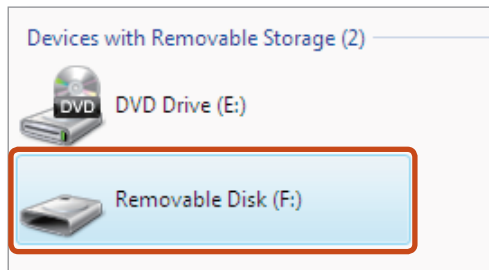 Devices with Removable Storage (2)
DVD
DVD Drive (E:)
Removable Disk (F:)